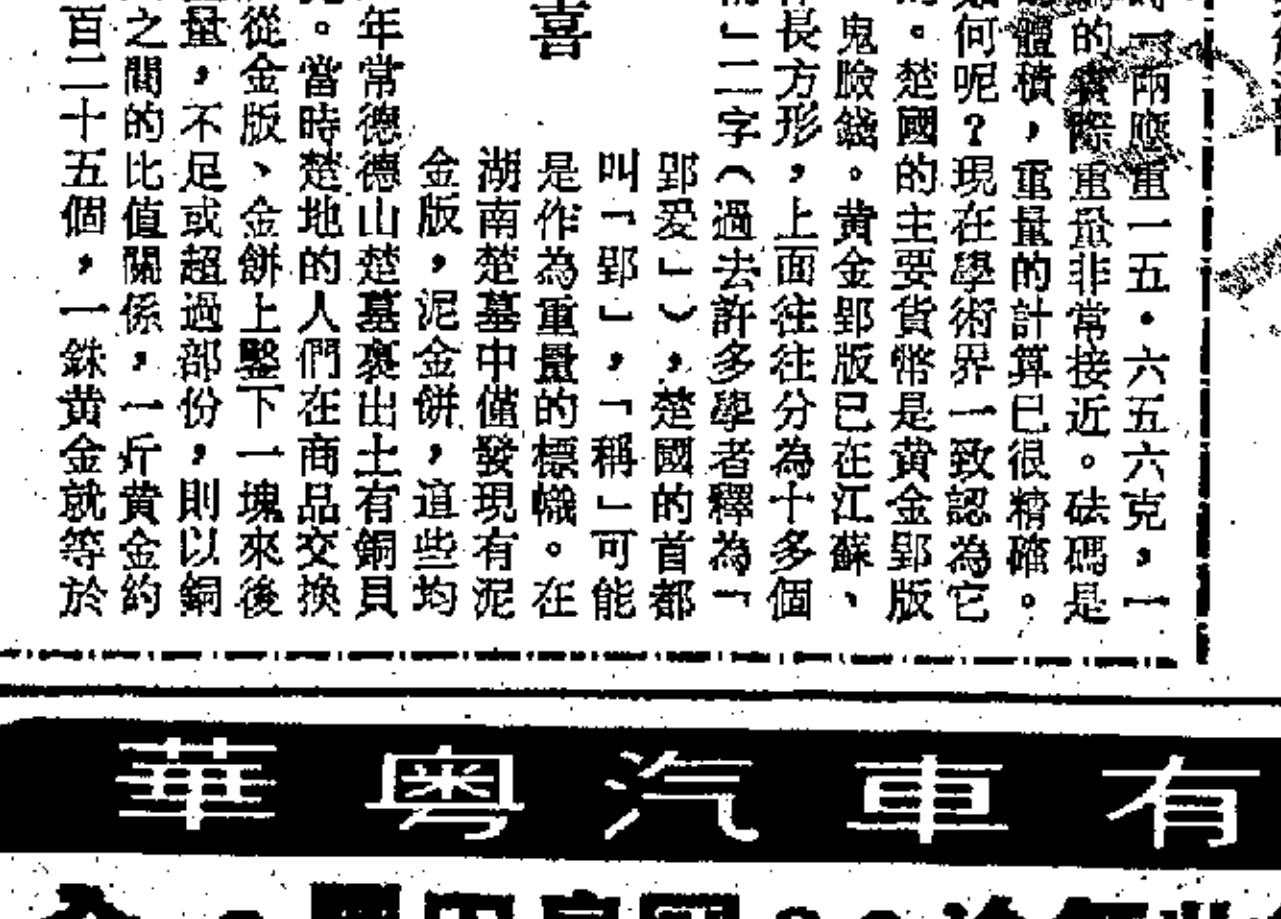 時一兩應重一五·六五六克，一
的實際重量非常接近。砝碼是
體積，重量的計算已很精確。
如何呢？現在學術界一致認為它
。楚國的主要貨幣是黄金郢版
鬼臉錢。黄金郢版已在江蘇、
長方形，上面往往分為十多個
」二字（過去許多學者釋為「
郢爰」），楚國的首都
叫「郢」，「稱」可能
是作為重量的標幟。在
湖南楚墓中僅發現有泥
金版，泥金餅，這些均
喜
年常德德山楚墓裏出土有銅貝
。當時楚地的人們在商品交換
從金版、金餅上鑿下一塊來後
量，不足或超過部份，則以銅
之間的比值關係，一斤黄金約
百二十五個，一銖黄金就等於
華粤汽車有